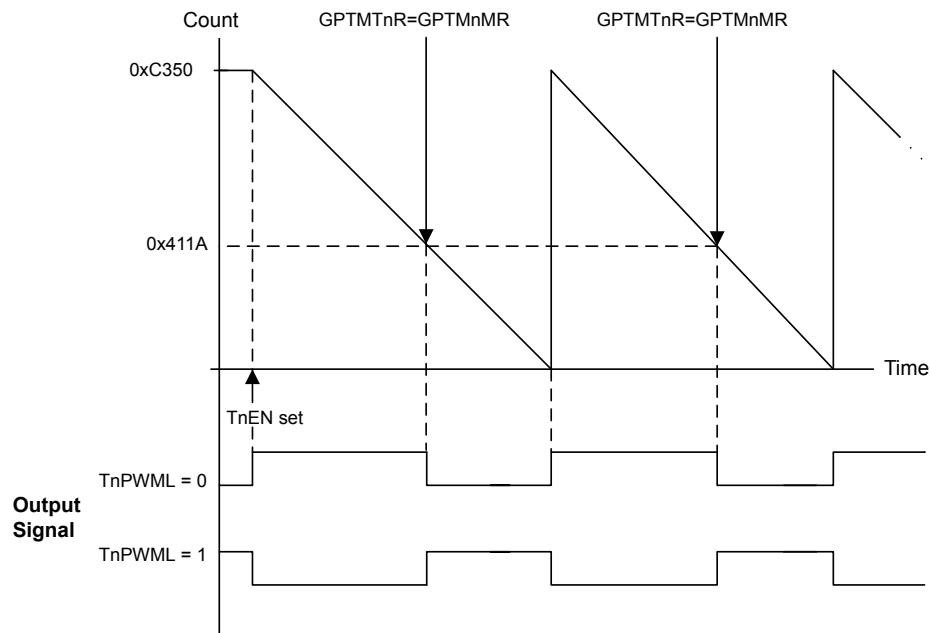 Count
GPTMTnR=GPTMnMR
GPTMTnR=GPTMnMR
0xC350
0x411A
Time
TnEN set
TnPWML = 0
Output
Signal
TnPWML = 1